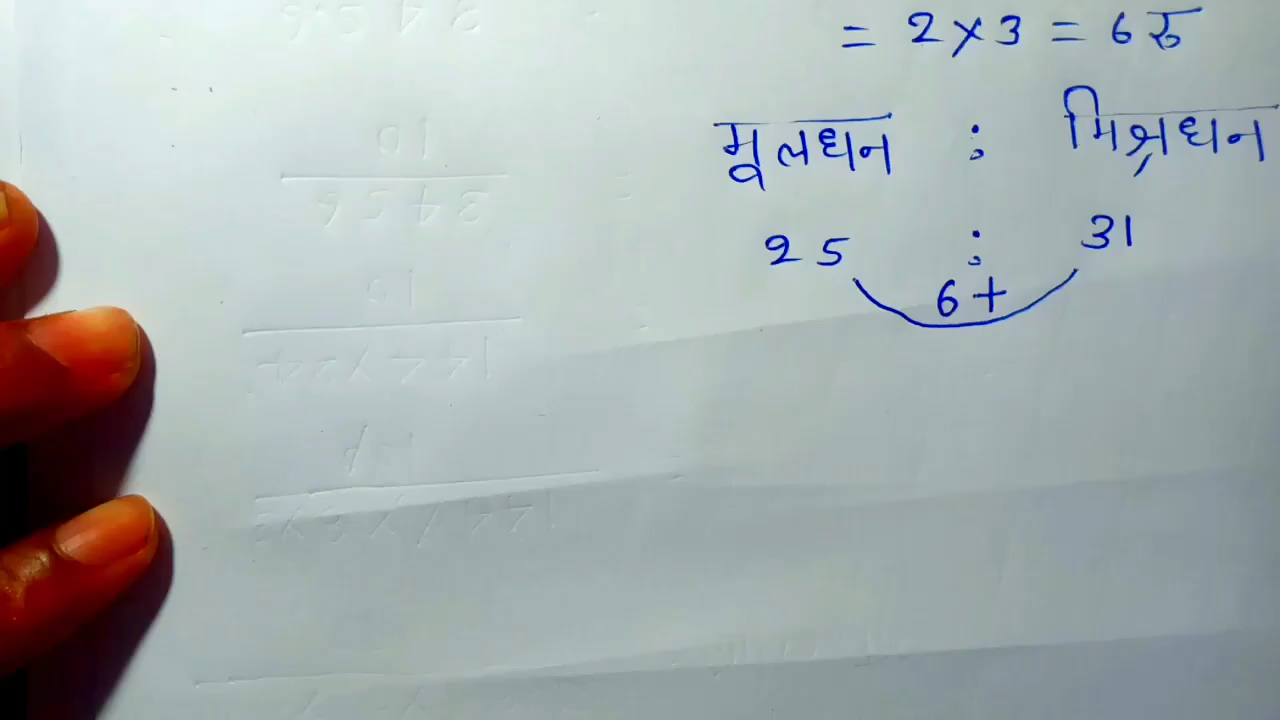 = 2 × 3 = 6 रु
मूलधन : मिश्रधन
25 : 31
6 +